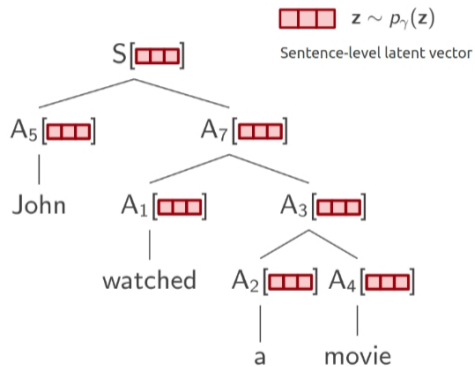 z ∼ pγ(z)
Sentence-level latent vector
S[ ]
A₅[ ] A₇[ ]
John A₁[ ] A₃[ ]
watched A₂[ ] A₄[ ]
a movie